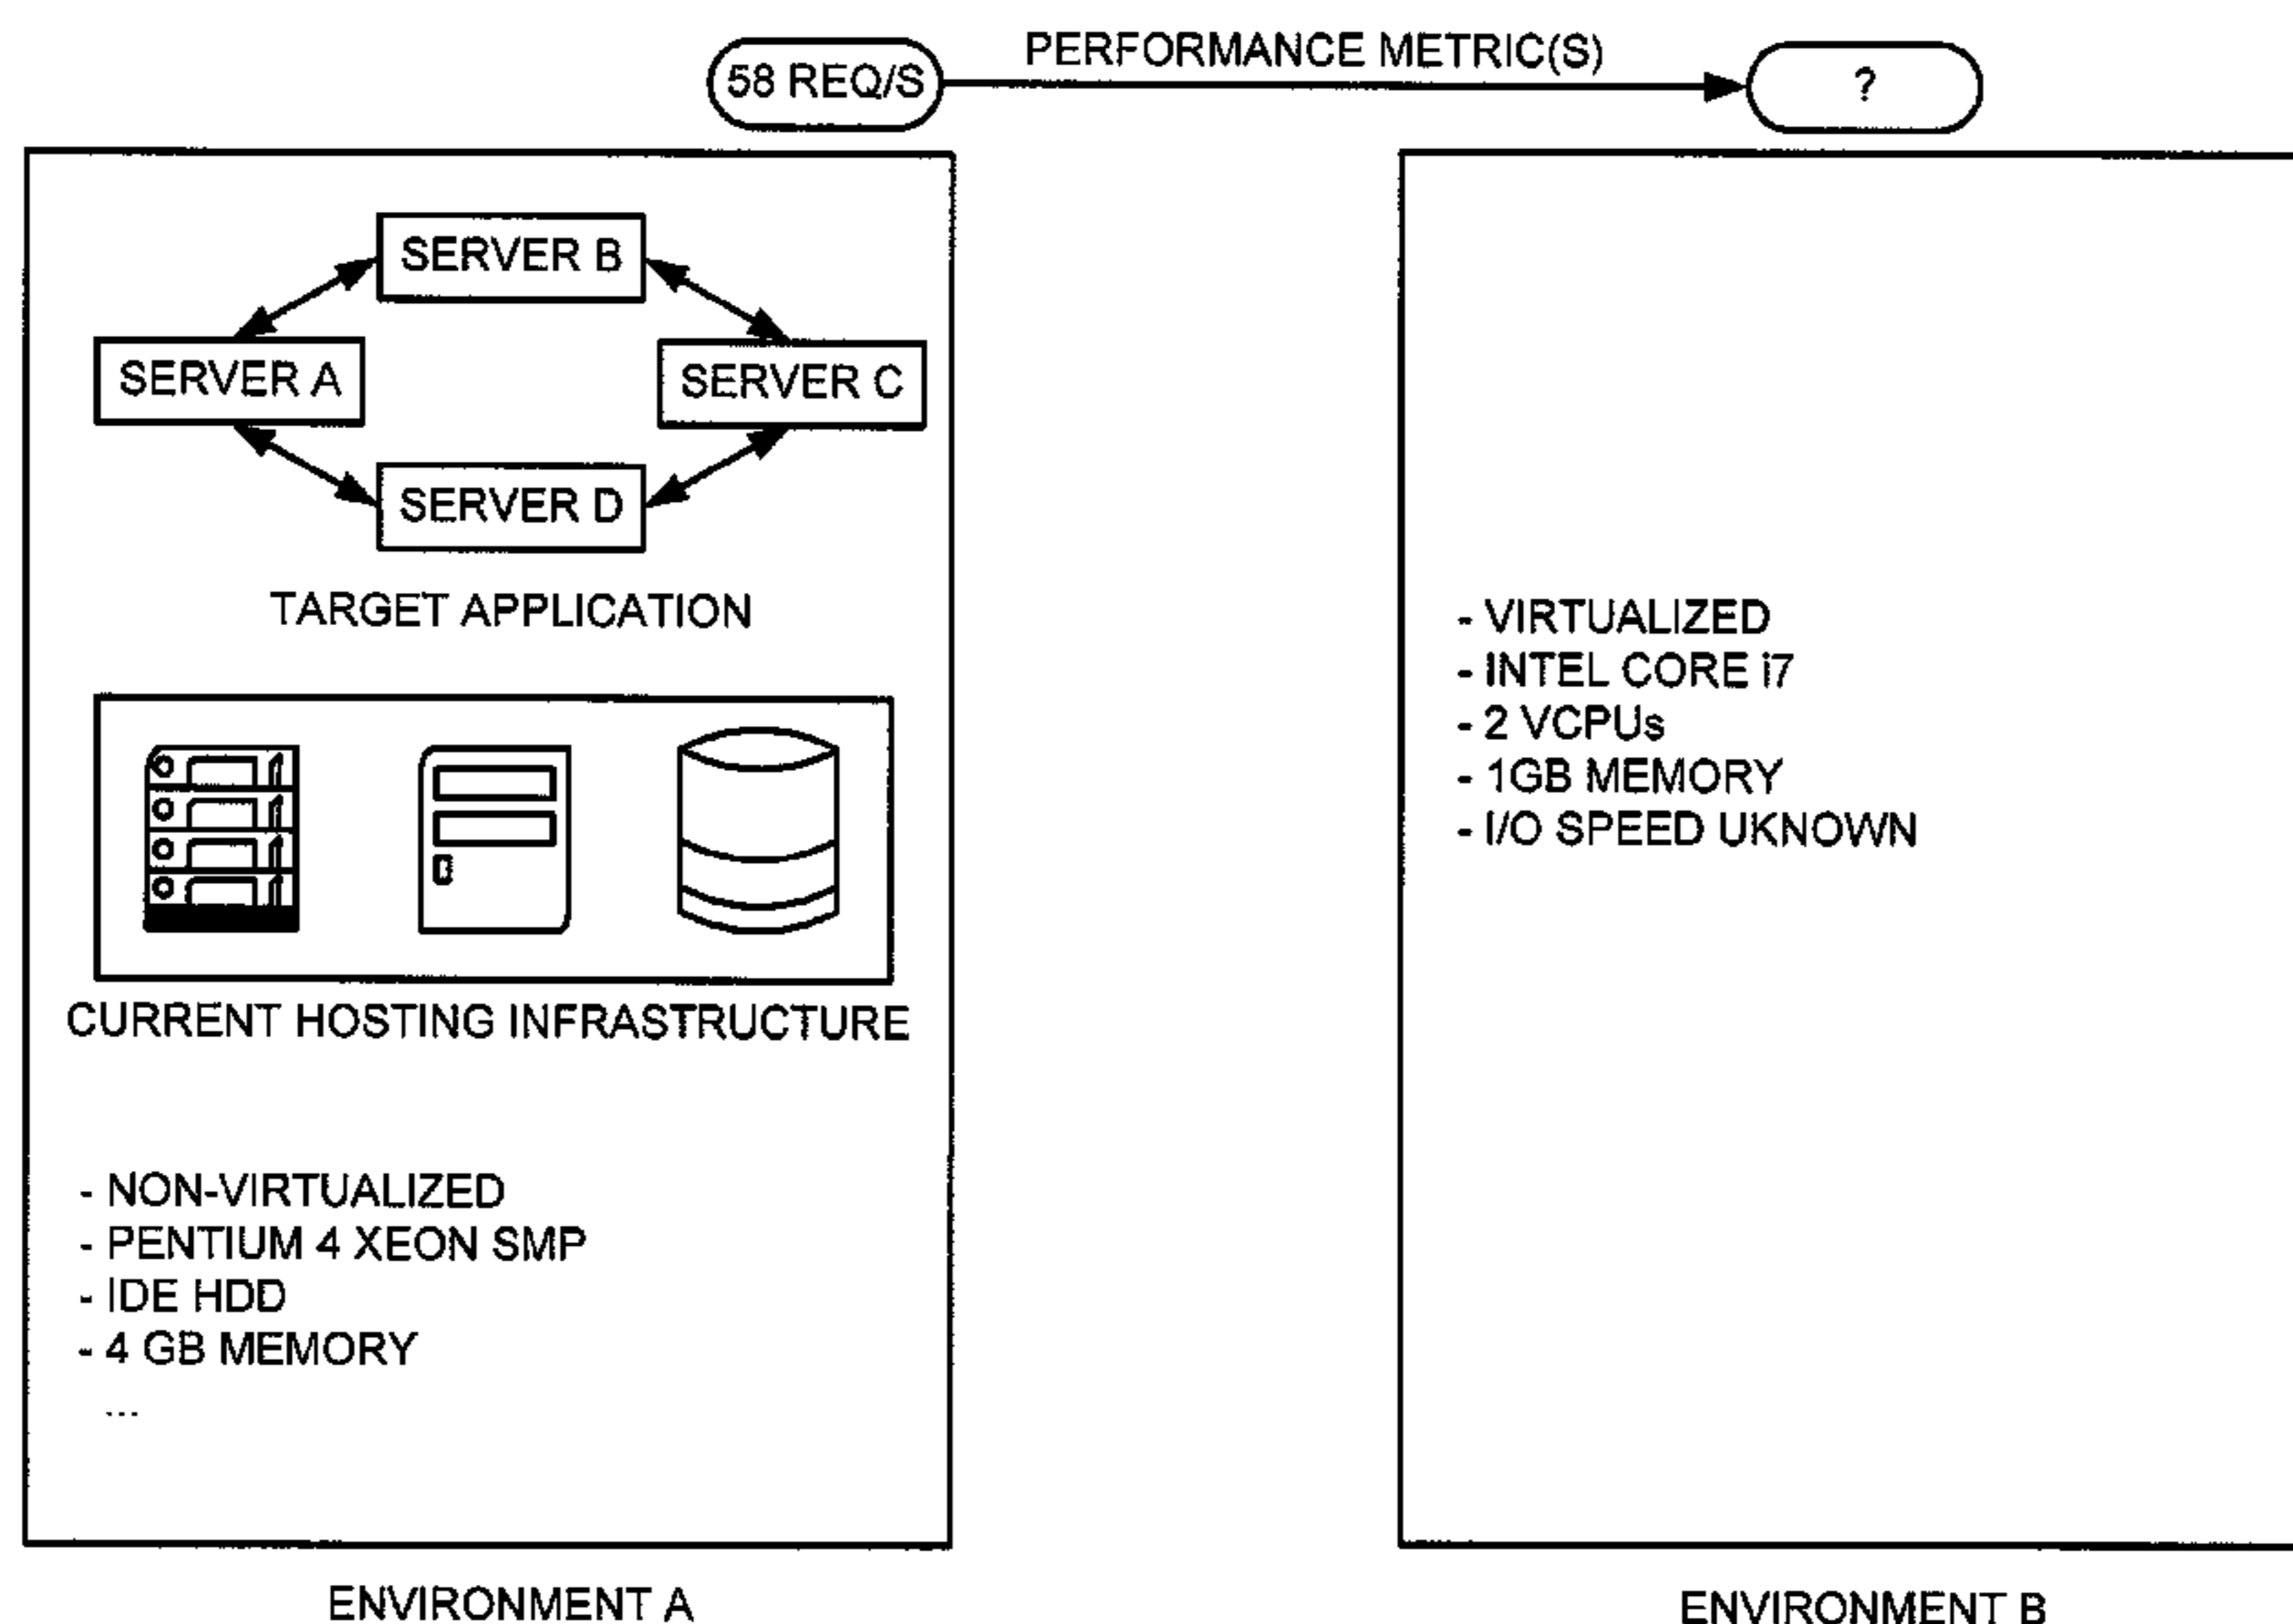 PERFORMANCE METRIC(S)
58 REQ/S
?
SERVER B
SERVER A
SERVER C
SERVER D
TARGET APPLICATION
CURRENT HOSTING INFRASTRUCTURE
- NON-VIRTUALIZED
- PENTIUM 4 XEON SMP
- IDE HDD
- 4 GB MEMORY
...
ENVIRONMENT A
- VIRTUALIZED
- INTEL CORE i7
- 2 VCPUs
- 1GB MEMORY
- I/O SPEED UKNOWN
ENVIRONMENT B